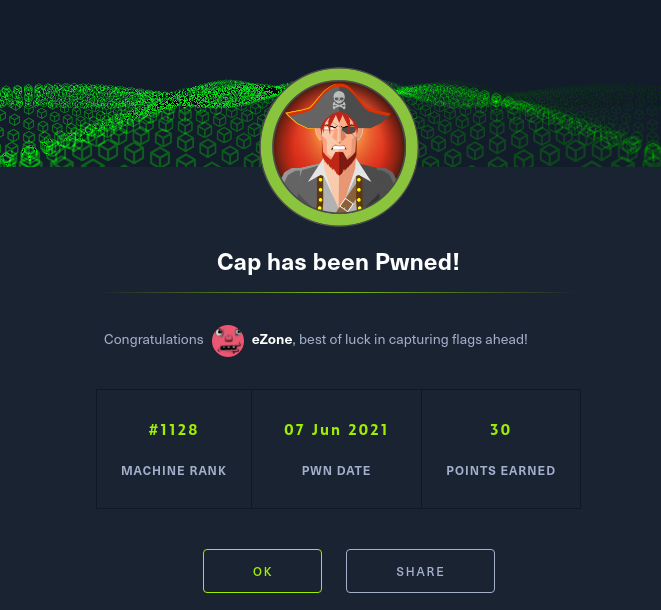 Cap has been Pwned!
Congratulations eZone, best of luck in capturing flags ahead!
#1128 07 Jun 2021 30
MACHINE RANK PWN DATE POINTS EARNED
OK SHARE